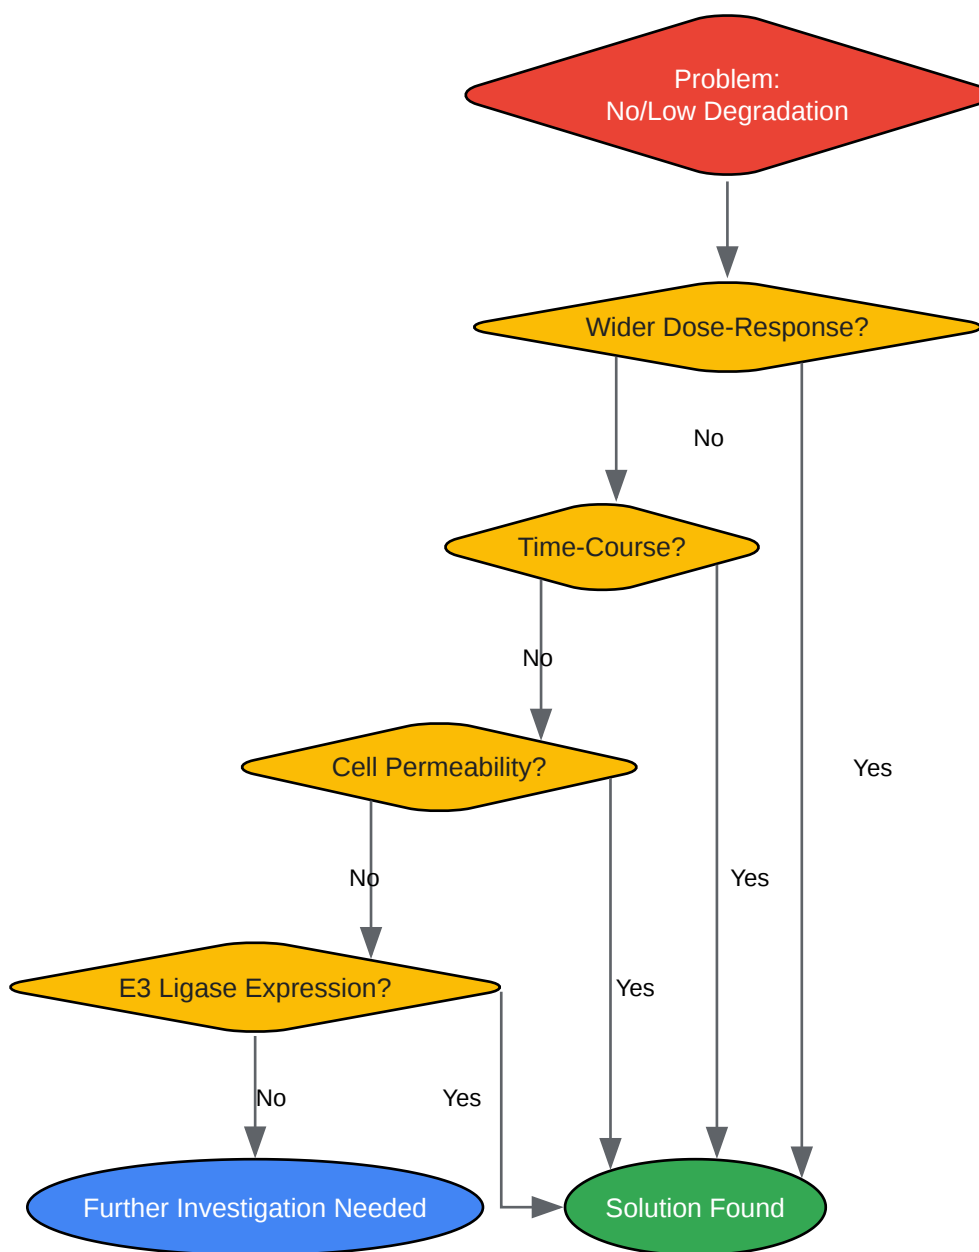 Problem:
No/Low Degradation
Wider Dose-Response?
No
Time-Course?
No
Cell Permeability?
Yes
No
Yes
E3 Ligase Expression?
Yes
No
Yes
Further Investigation Needed
Solution Found